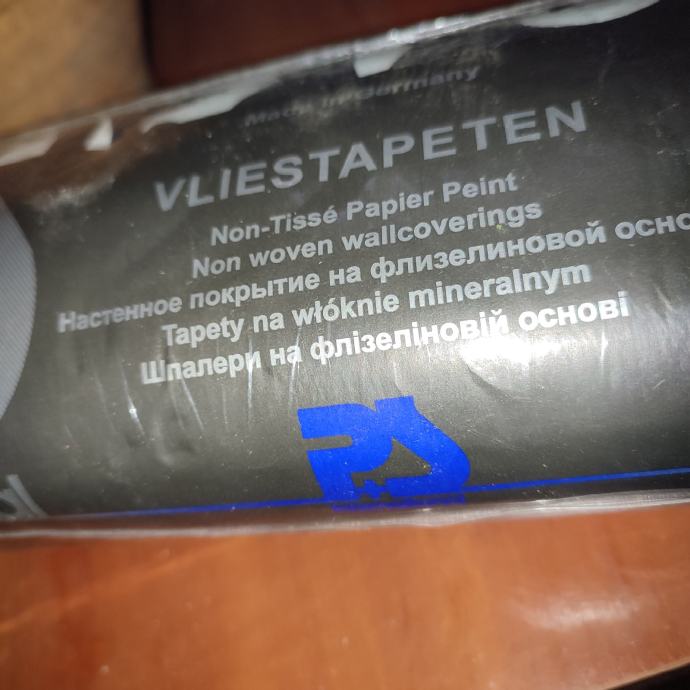 Made in Germany
VLIESTAPETEN
Non-Tissé Papier Peint
Non woven wallcoverings
Настенное покрытие на флизелиновой осно
Tapety na włóknie mineralnym
Шпалери на флізеліновій основі